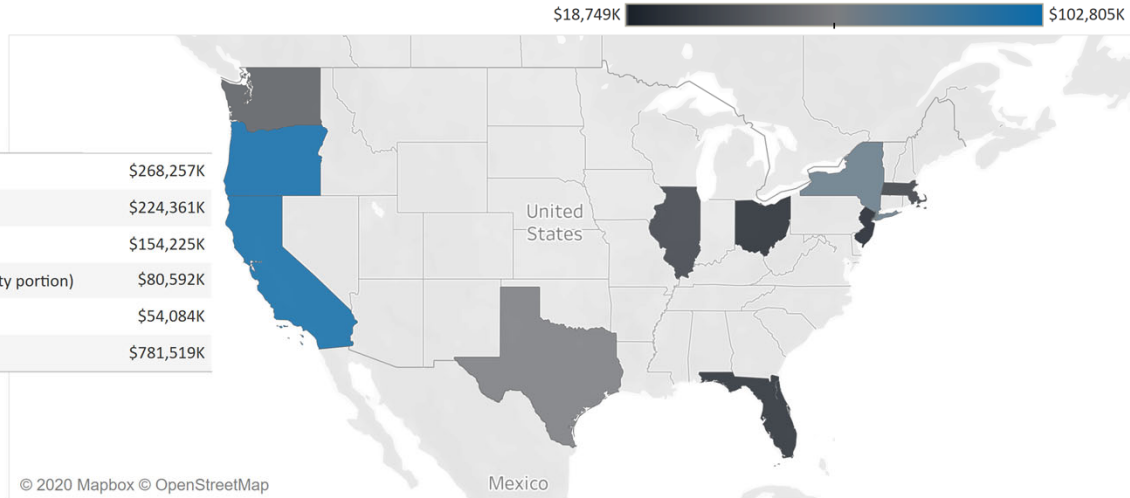 $18,749K $102,805K
$268,257K
$224,361K
$154,225K
ty portion) $80,592K
$54,084K
$781,519K
United
States
Mexico
© 2020 Mapbox © OpenStreetMap